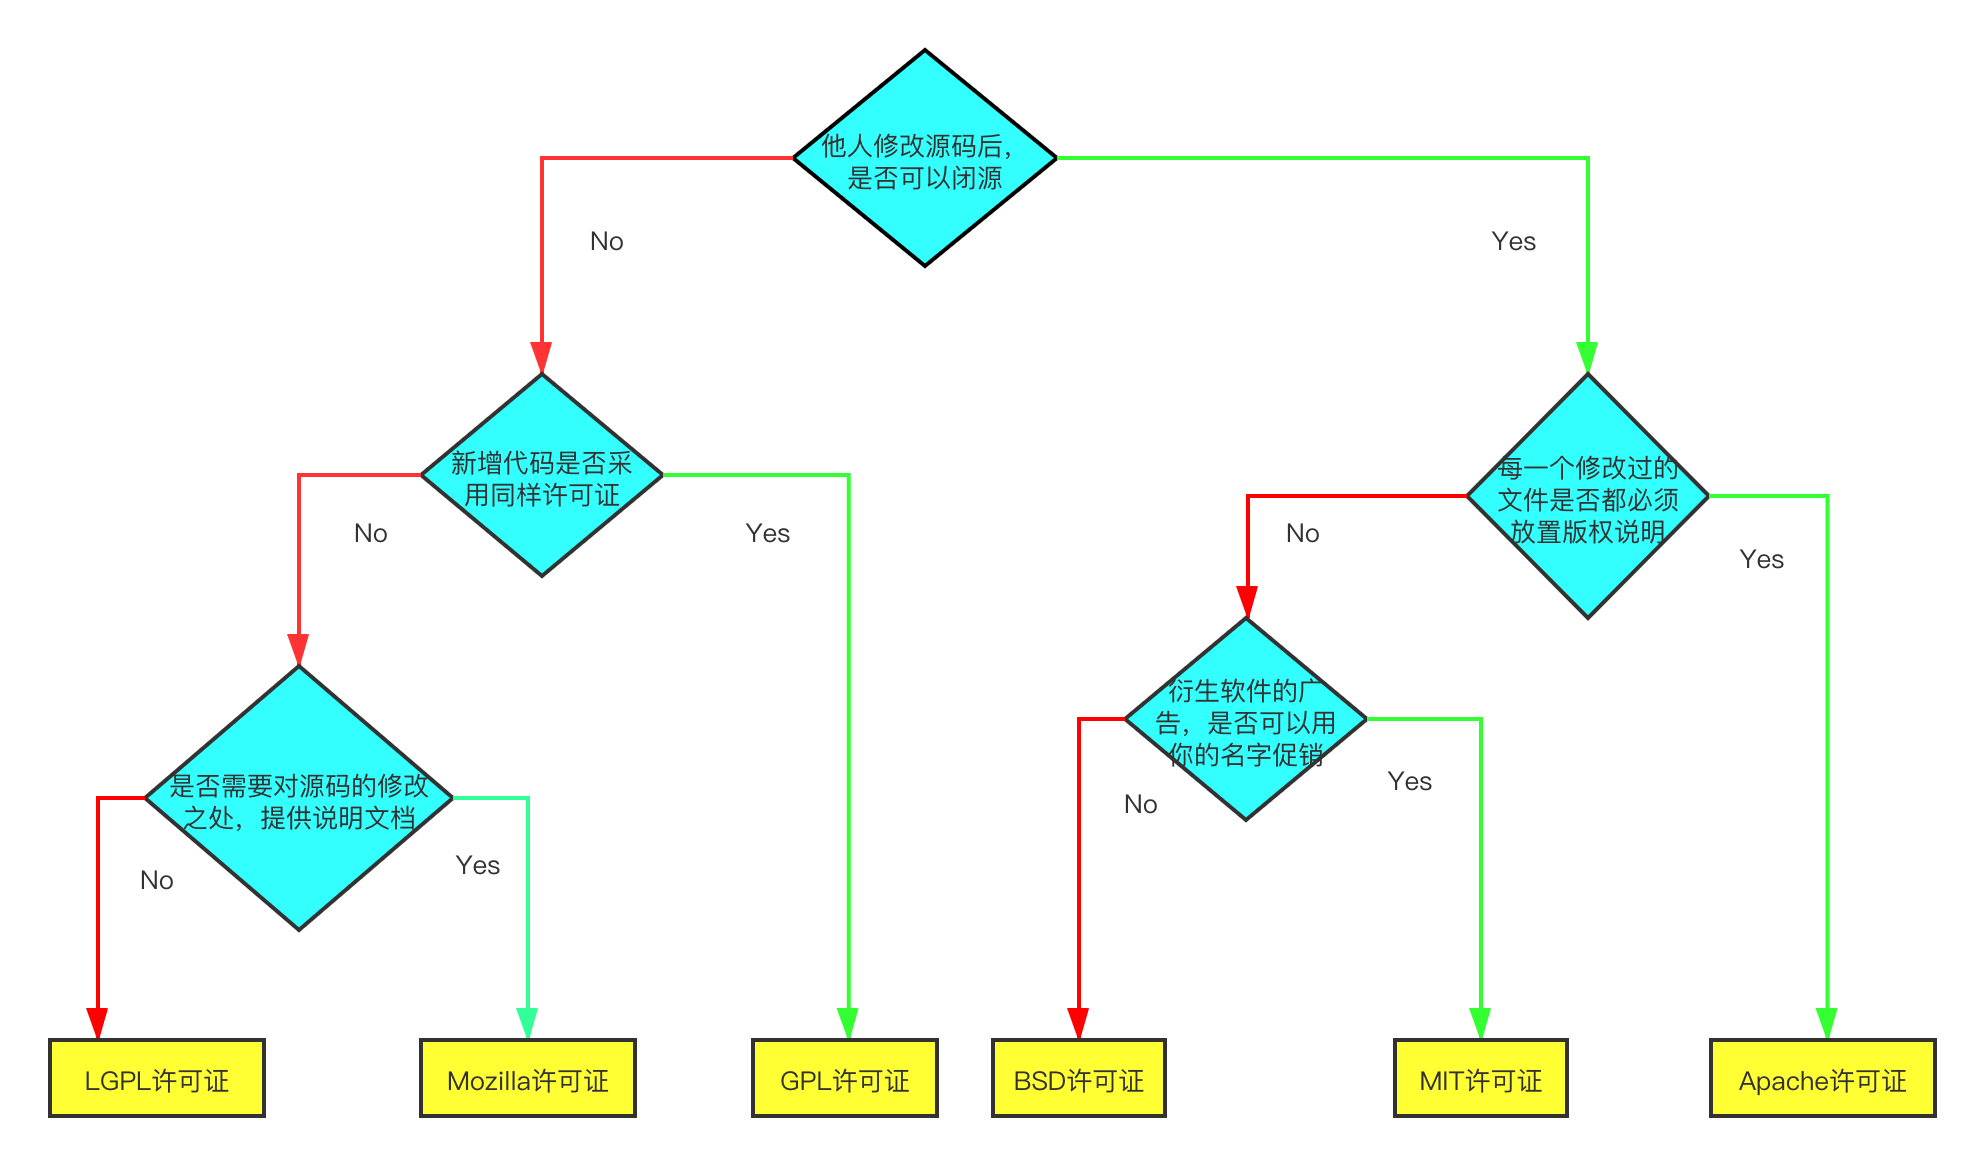 他人修改源码后，
是否可以闭源
No
Yes
新增代码是否采
用同样许可证
每一个修改过的
文件是否都必须
放置版权说明
No
Yes
No
Yes
衍生软件的广
告，是否可以用
你的名字促销
是否需要对源码的修改
之处，提供说明文档
No
Yes
No
Yes
LGPL许可证
Mozilla许可证
GPL许可证
BSD许可证
MIT许可证
Apache许可证